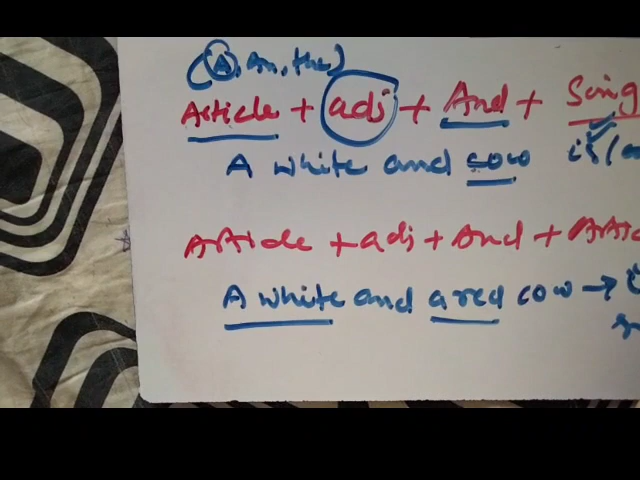 (A, An, the)
Article + adj + And + Sing
A white and cow is/
Article + adj + And + Artic
A white and a red cow →